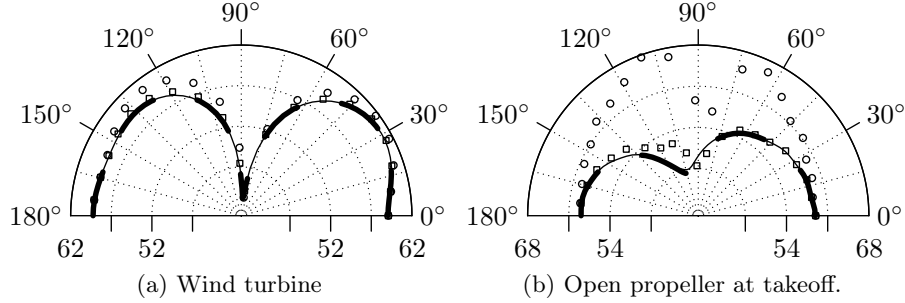 90° 90°
120° 60° 120° 60°
150° 30° 150° 30°
180° 0° 180° 0°
62 52 52 62 68 54 54 68
(a) Wind turbine (b) Open propeller at takeoff.